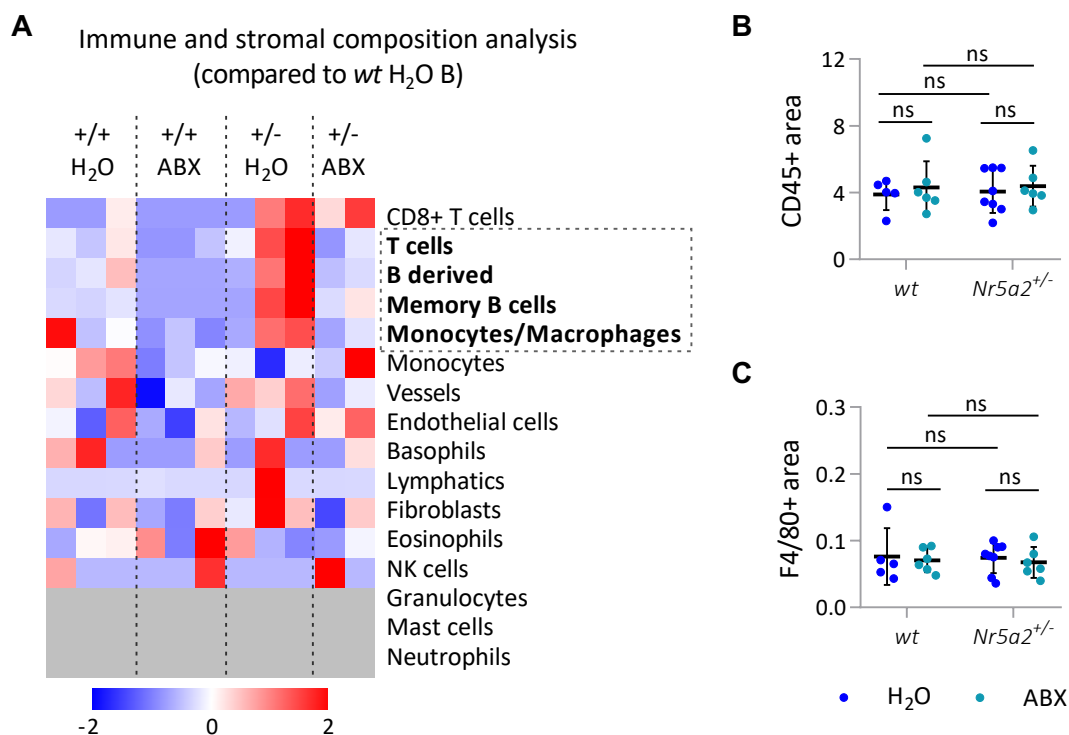 A
Immune and stromal composition analysis
(compared to wt H₂O B)
+/+ +/+ +/- +/-
H₂O ABX H₂O ABX
CD8+ T cells
T cells
B derived
Memory B cells
Monocytes/Macrophages
Monocytes
Vessels
Endothelial cells
Basophils
Lymphatics
Fibroblasts
Eosinophils
NK cells
Granulocytes
Mast cells
Neutrophils
-2 0 2
B
CD45+ area
12
8
4
0
ns
ns
ns ns
wt Nr5a2⁺/⁻
C
F4/80+ area
0.3
0.2
0.1
0.0
ns
ns
ns ns
wt Nr5a2⁺/⁻
H₂O ABX